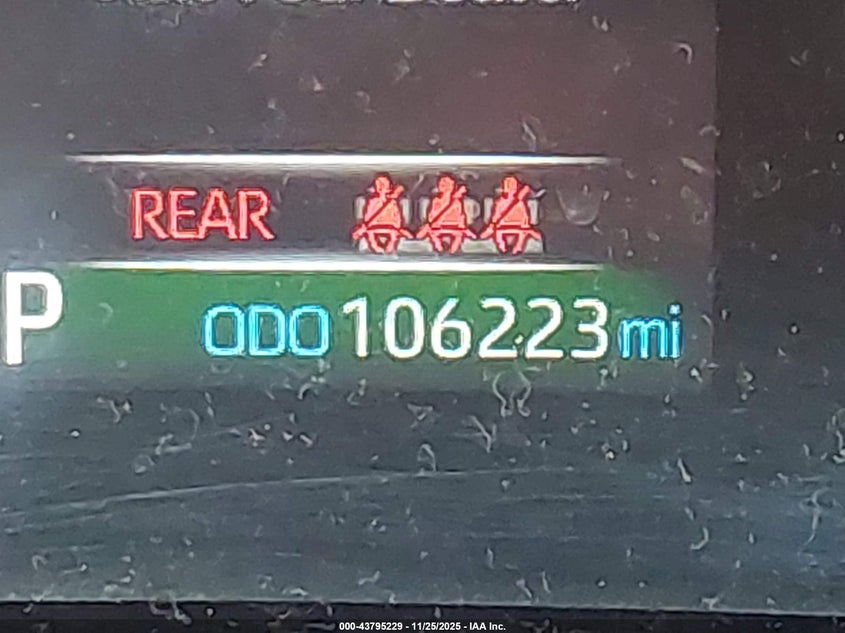 REAR
P ODO 106223 mi
000-43795229 - 11/25/2025 - IAA Inc.